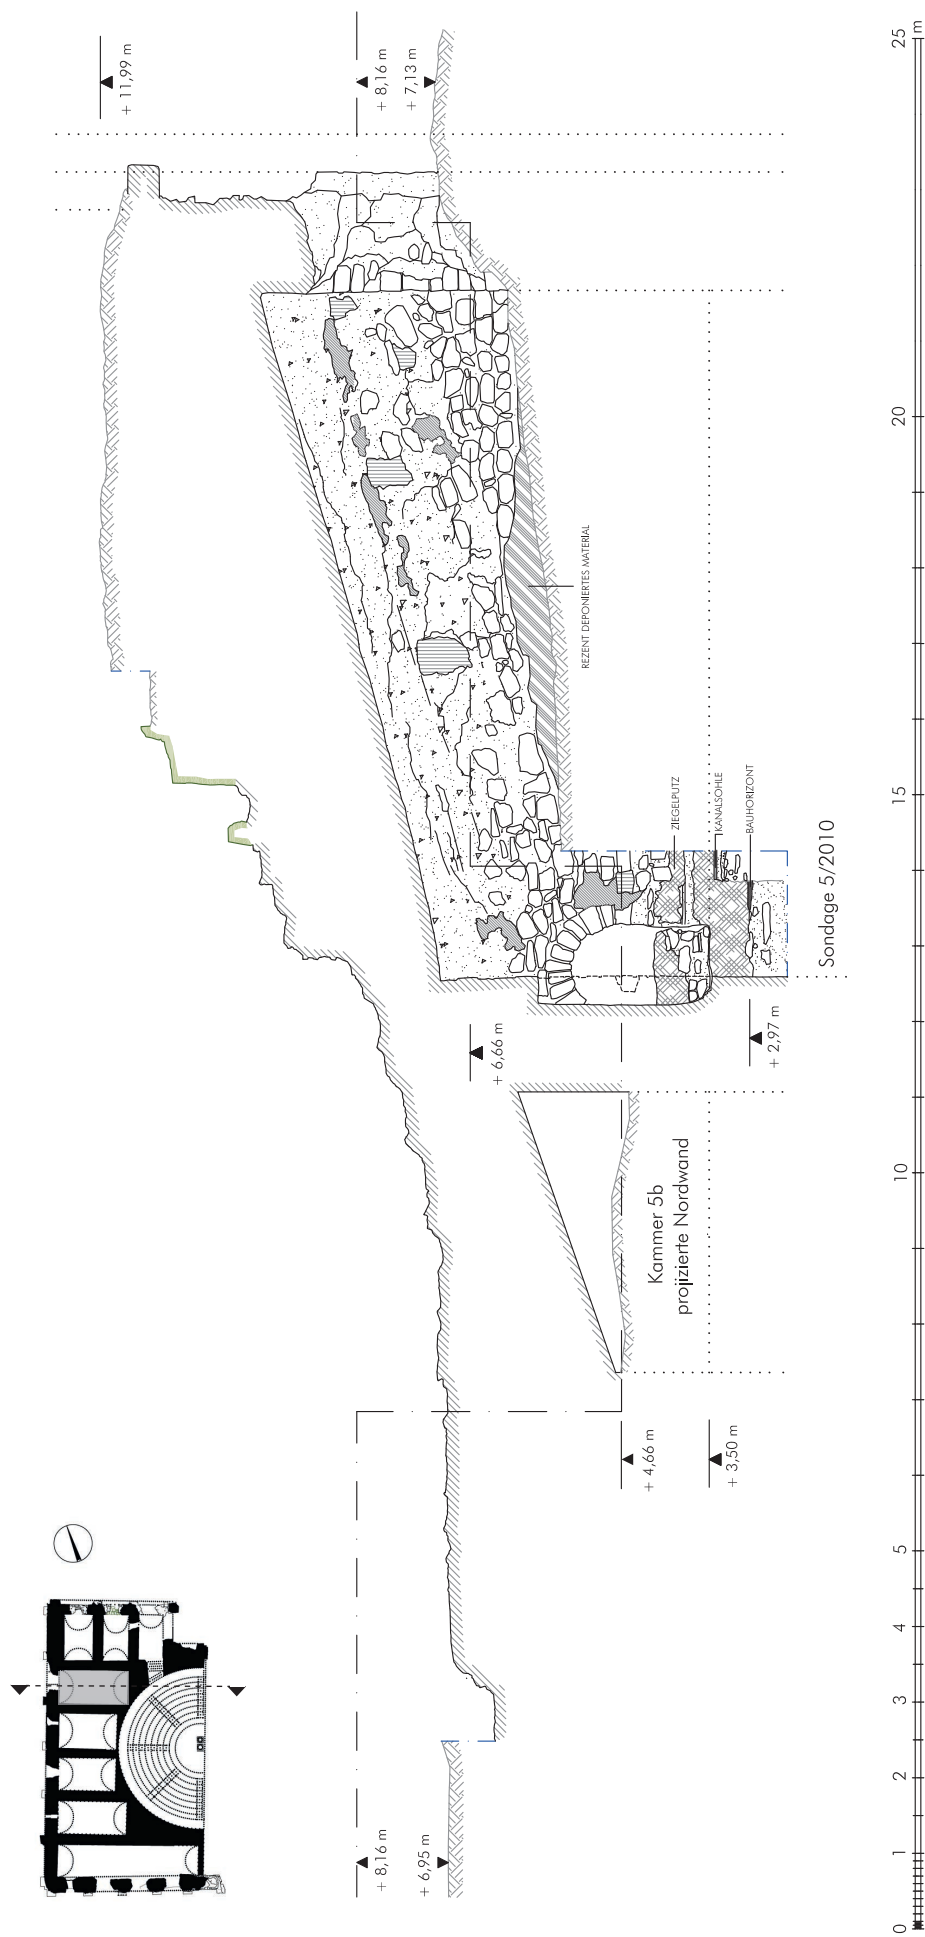 + 11,99 m
+ 8,16 m
+ 7,13 m
REZENT DEPONIERTES MATERIAL
ZIEGELPUTZ
KANALSOHLE
BAUHORIZONT
Sondage 5/2010
+ 6,66 m
+ 2,97 m
Kammer 5b
projizierte Nordwand
+ 4,66 m
+ 3,50 m
+ 8,16 m
+ 6,95 m
0 1 2 3 4 5 10 15 20 25 m